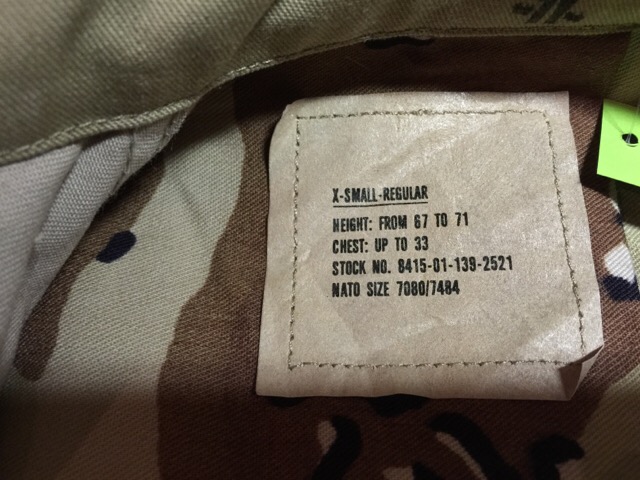 X-SMALL-REGULAR
HEIGHT: FROM 67 TO 71
CHEST: UP TO 33
STOCK NO. 8415-01-139-2521
NATO SIZE 7080/7484